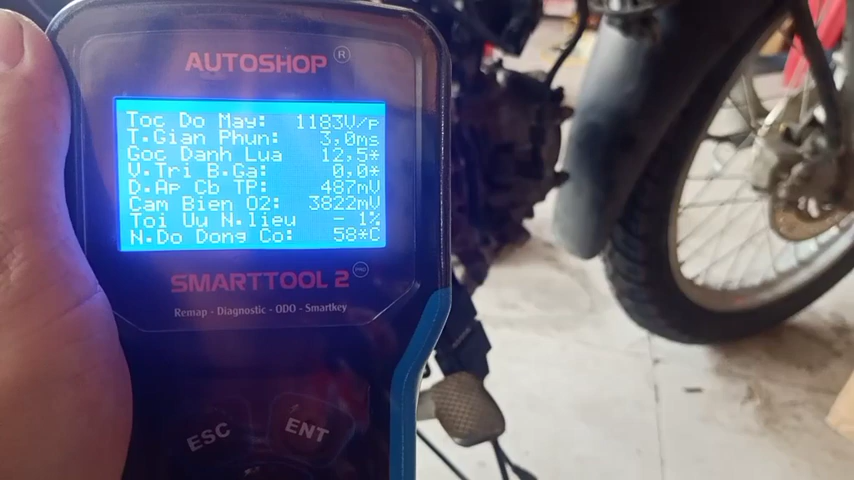 AUTOSHOP ®
Toc Do May: 1183V/p
T.Gian Phun: 3,0ms
Goc Danh Lua 12,5*
V.Tri B.Ga: 0,0*
D.Ap Cb TP: 487mV
Cam Bien O2: 3822mV
Toi Uu N.lieu - 1%
N.Do Dong Co: 58*C
SMARTTOOL 2 PRO
Remap - Diagnostic - ODO - Smartkey
ESC
ENT